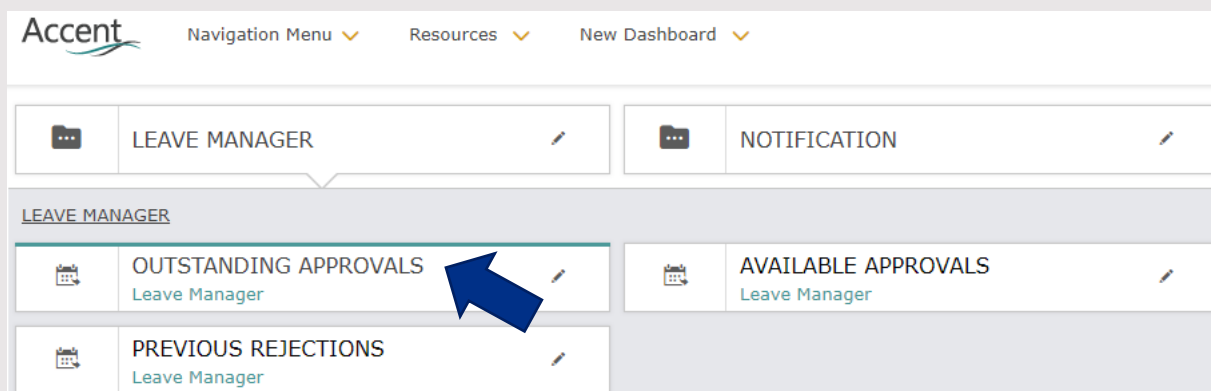 Accent Navigation Menu Resources New Dashboard
LEAVE MANAGER NOTIFICATION
LEAVE MANAGER
OUTSTANDING APPROVALS AVAILABLE APPROVALS
Leave Manager Leave Manager
PREVIOUS REJECTIONS
Leave Manager